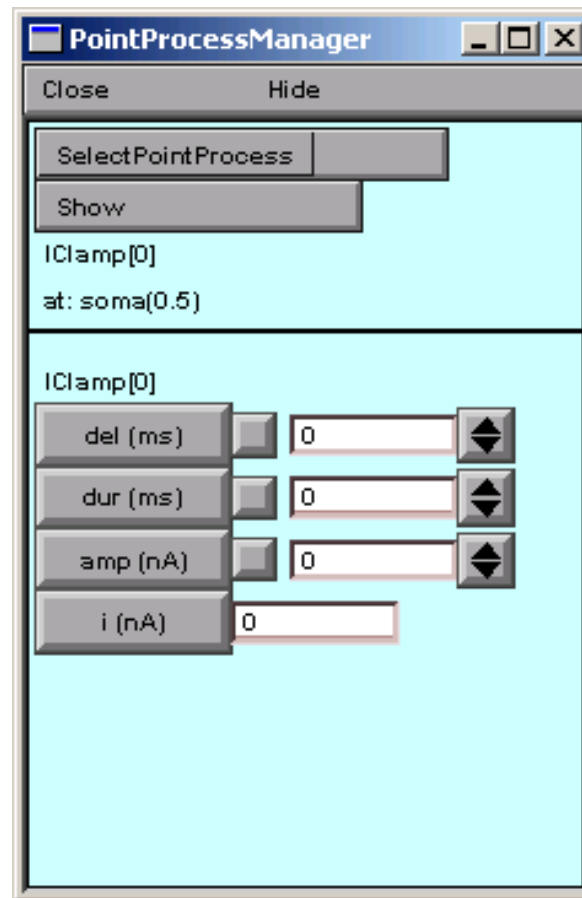 PointProcessManager
Close Hide
SelectPointProcess
Show
IClamp[0]
at: soma(0.5)
IClamp[0]
del (ms) 0
dur (ms) 0
amp (nA) 0
i (nA) 0